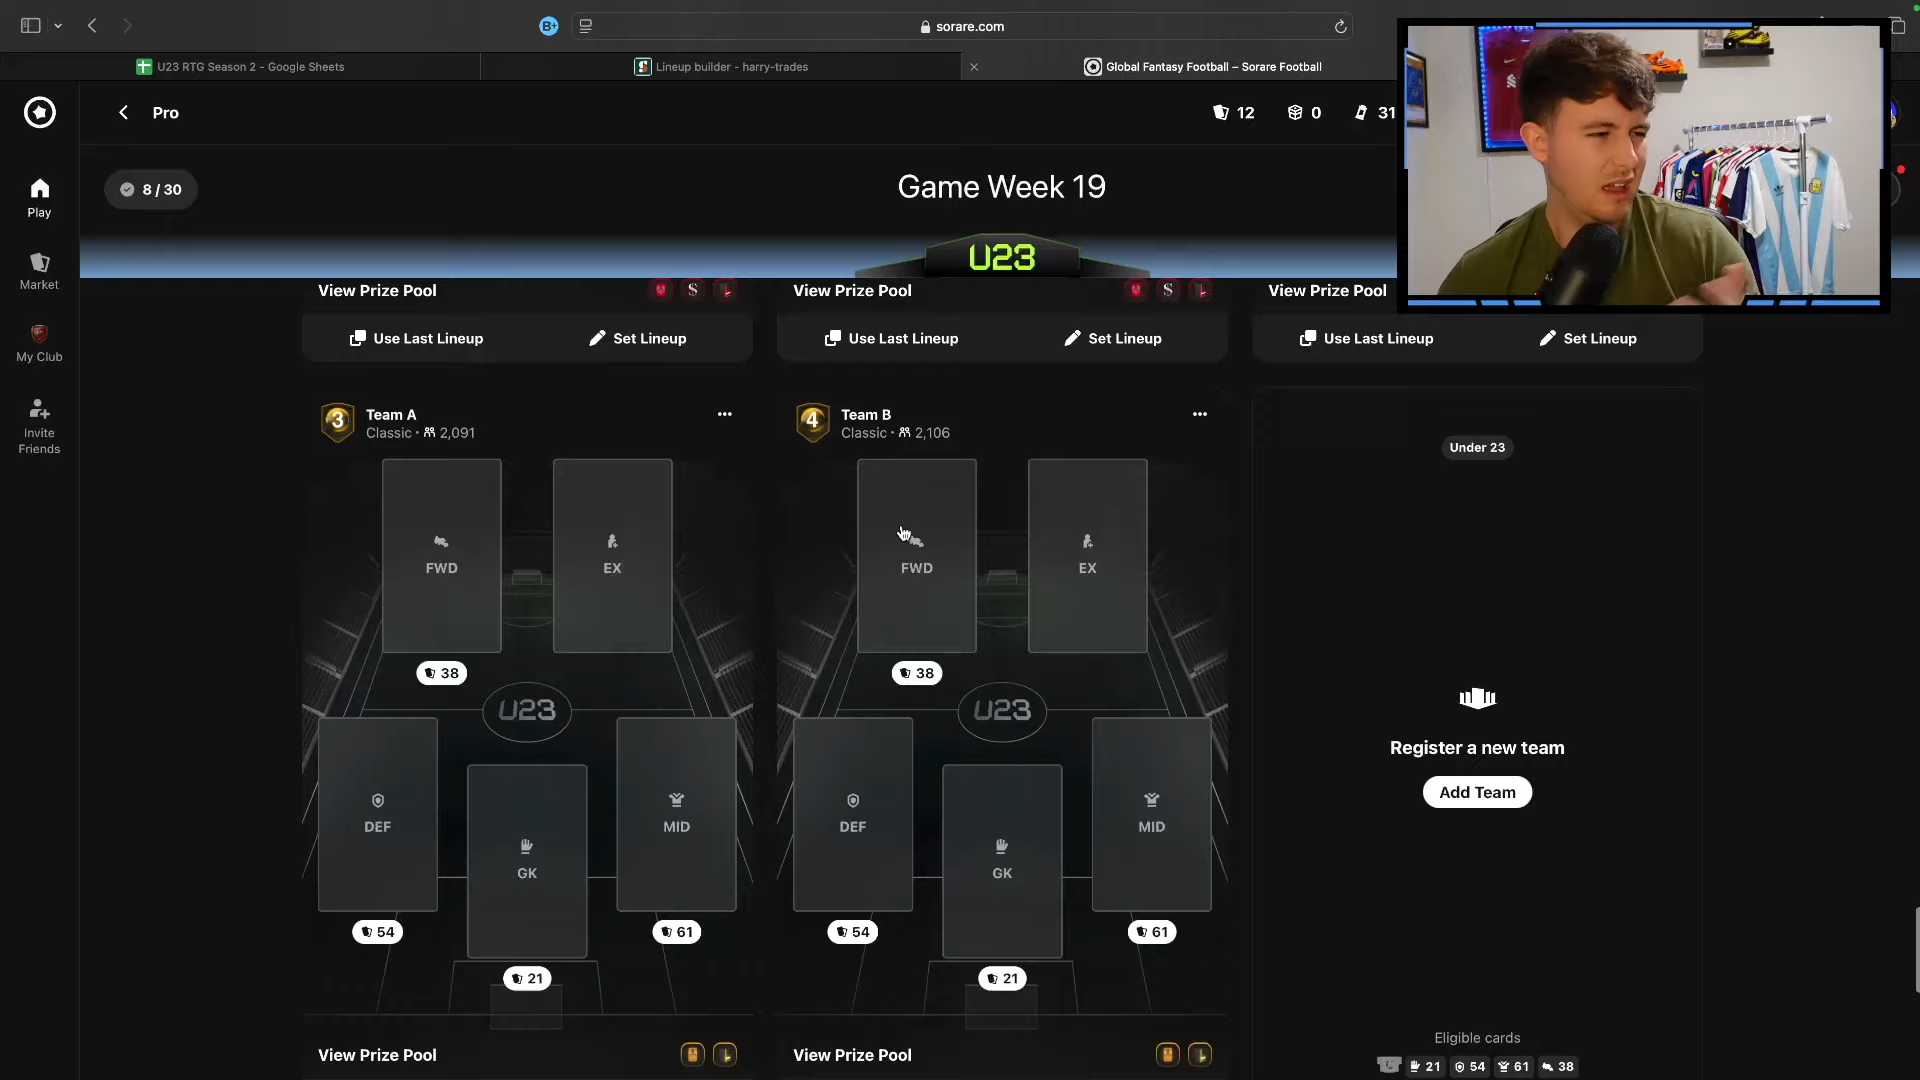 sorare.com
U23 RTG Season 2 - Google Sheets
Lineup builder - harry-trades
Global Fantasy Football – Sorare Football
Pro
12
0
31
8 / 30
Game Week 19
U23
Play
Market
My Club
Invite
Friends
View Prize Pool
View Prize Pool
View Prize Pool
Use Last Lineup
Set Lineup
Use Last Lineup
Set Lineup
Use Last Lineup
Set Lineup
3
Team A
Classic • 2,091
FWD
EX
38
U23
DEF
MID
GK
54
61
21
View Prize Pool
4
Team B
Classic • 2,106
FWD
EX
38
U23
DEF
MID
GK
54
61
21
View Prize Pool
Under 23
Register a new team
Add Team
Eligible cards
21 54 61 38